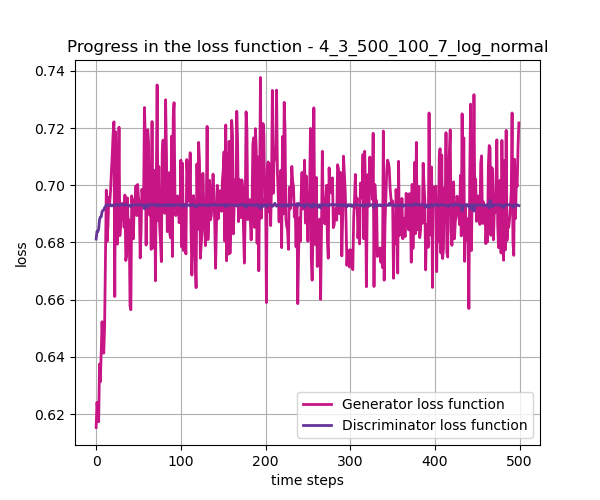 Progress in the loss function - 4_3_500_100_7_log_normal
0.74
0.72
0.70
0.68
0.66
0.64
0.62
loss
0 100 200 300 400 500
time steps
Generator loss function
Discriminator loss function